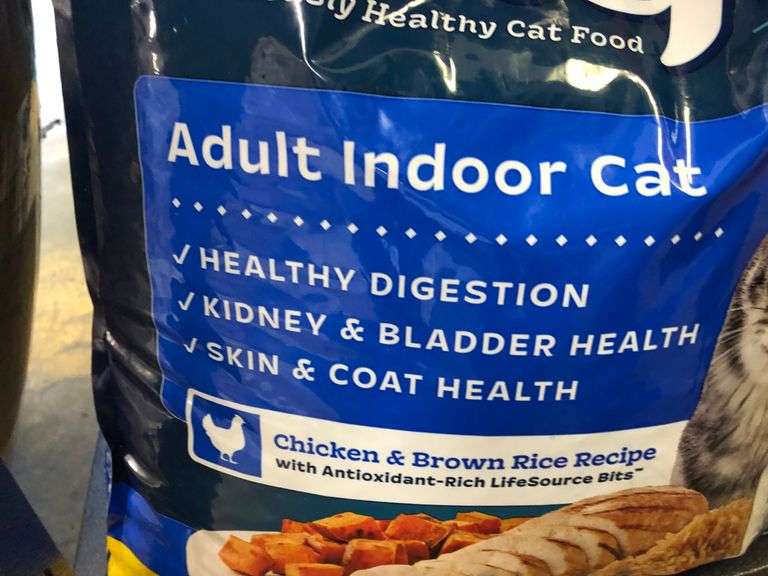 Healthy Cat Food
Adult Indoor Cat
✓ HEALTHY DIGESTION
✓ KIDNEY & BLADDER HEALTH
✓ SKIN & COAT HEALTH
Chicken & Brown Rice Recipe
with Antioxidant-Rich LifeSource Bits™